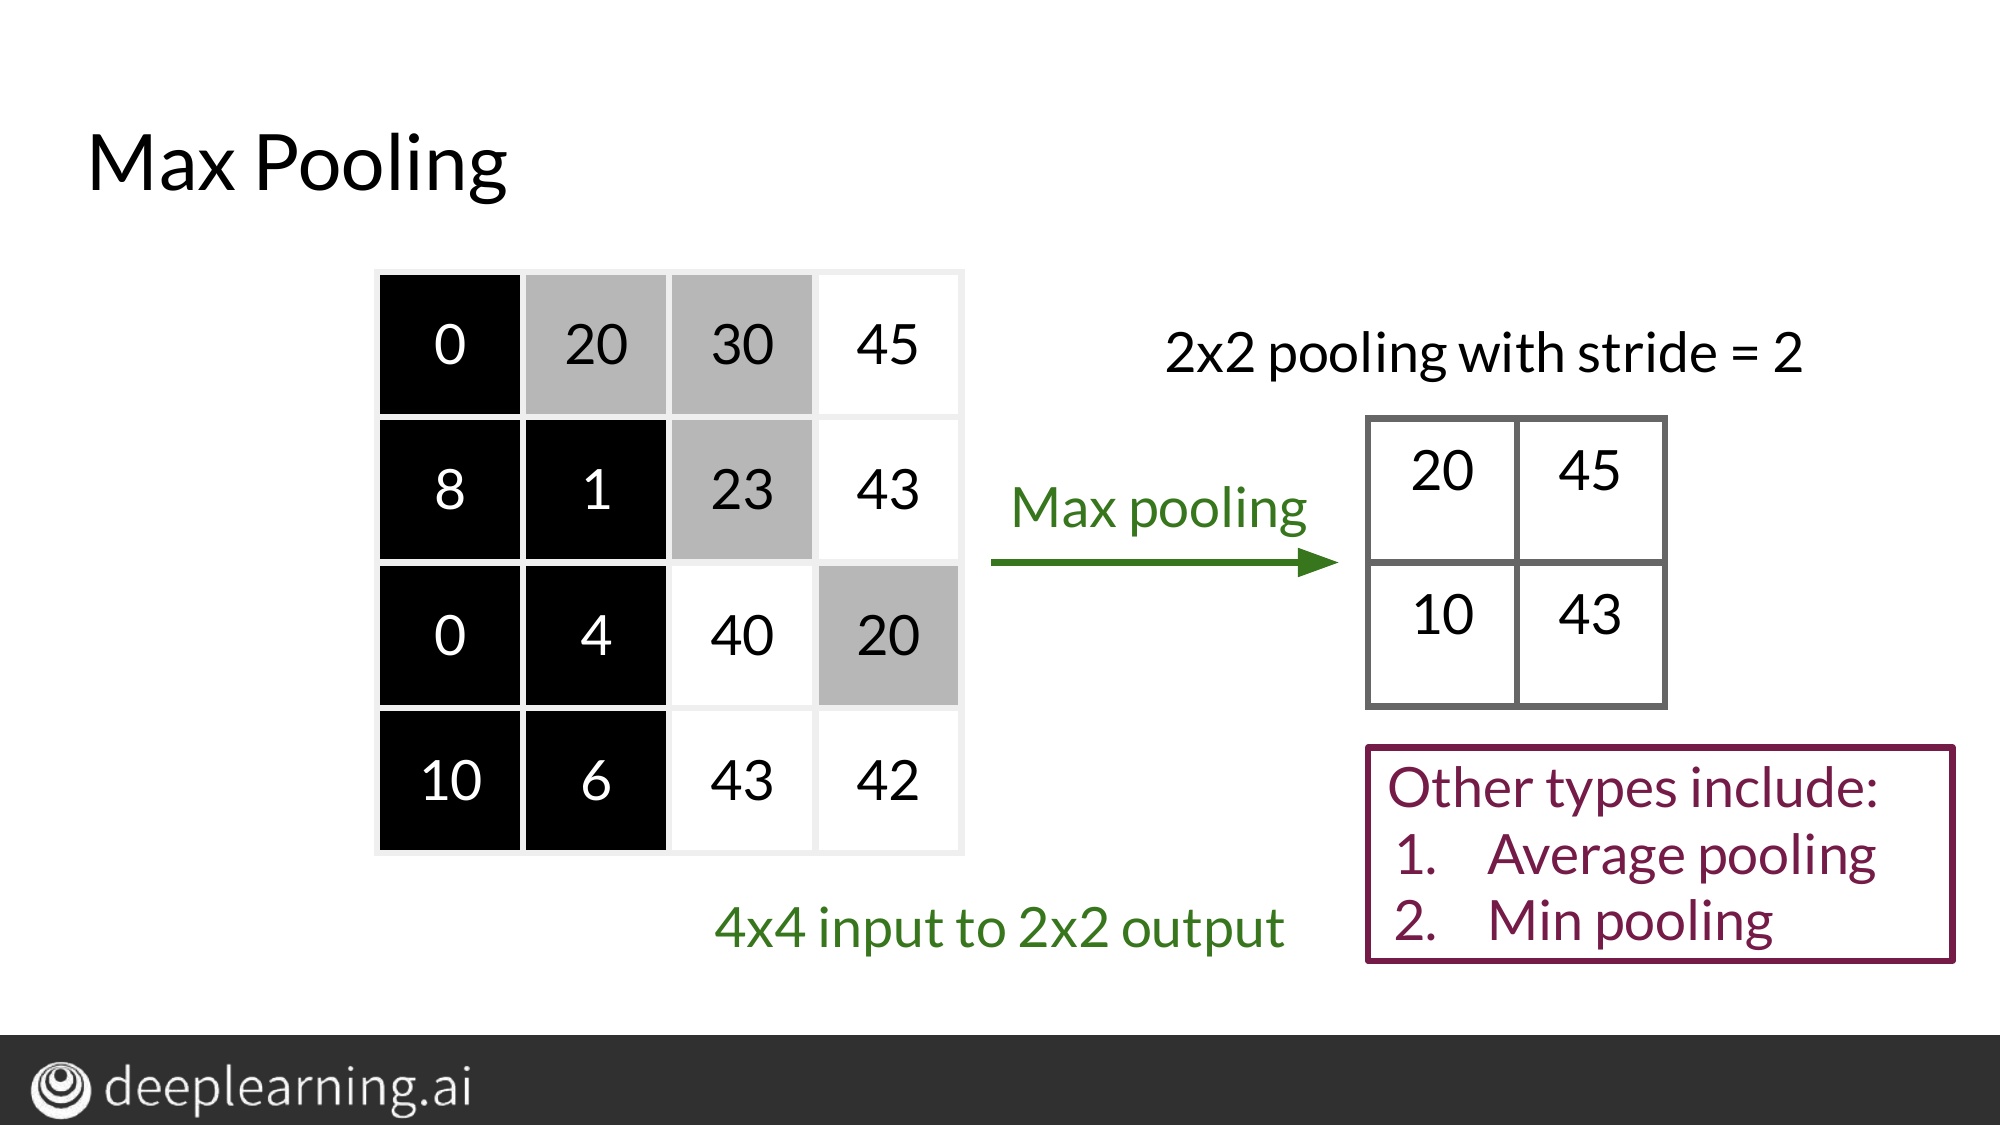 Max Pooling
0 20 30 45
8 1 23 43
0 4 40 20
10 6 43 42
Max pooling
2x2 pooling with stride = 2
20 45
10 43
4x4 input to 2x2 output
Other types include:
1. Average pooling
2. Min pooling
deeplearning.ai